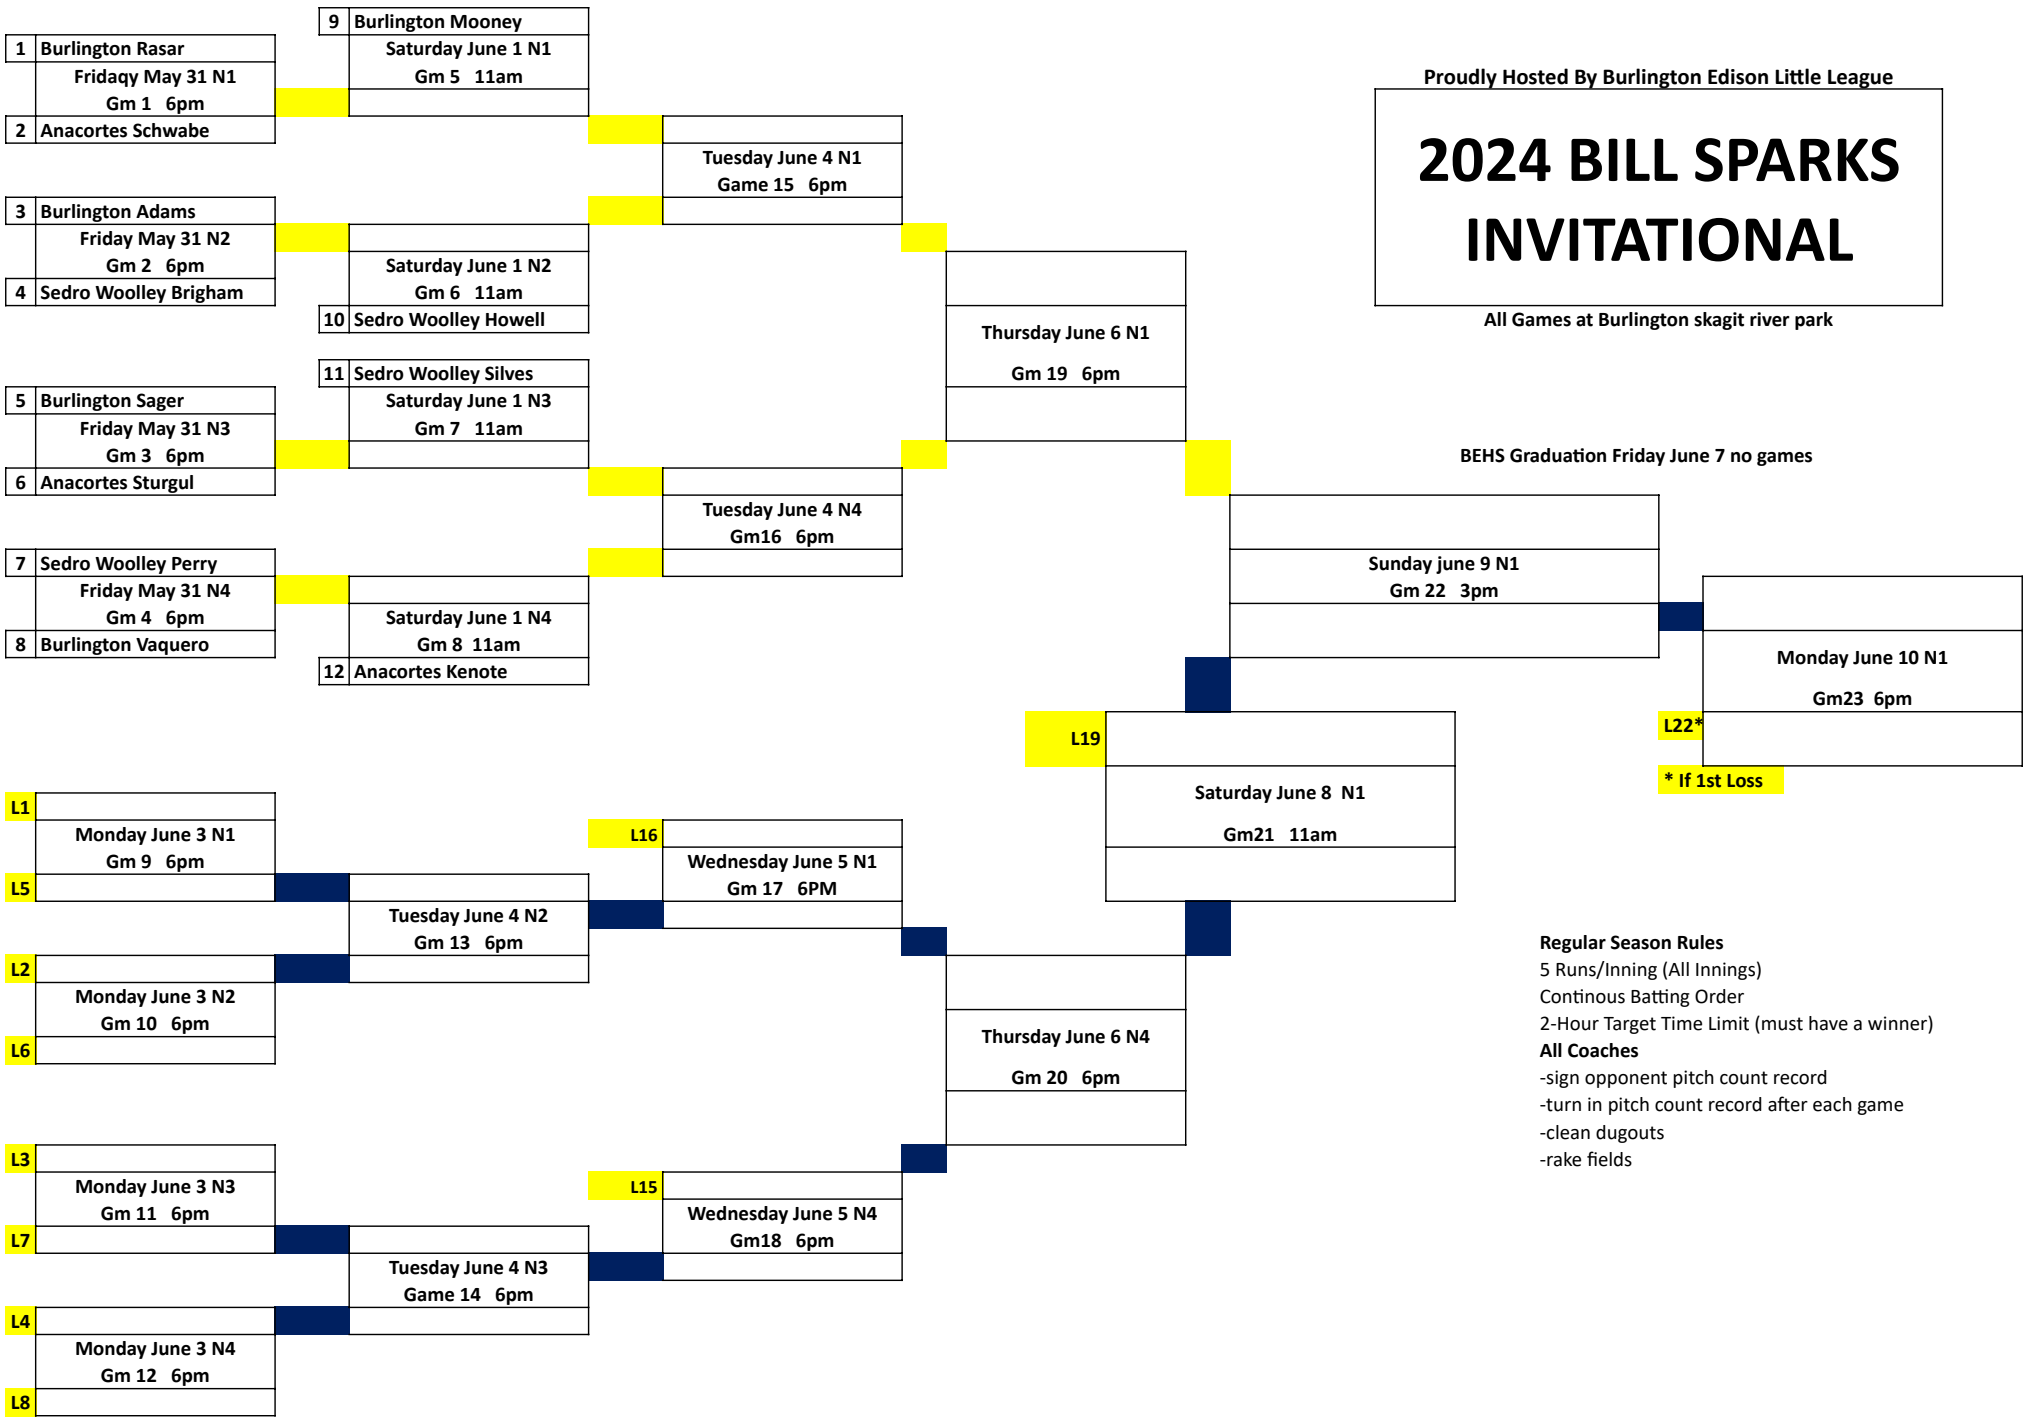 9 Burlington Mooney
1 Burlington Rasar
Saturday June 1 N1
Fridaqy May 31 N1
Gm 5 11am
Gm 1 6pm
2 Anacortes Schwabe
Proudly Hosted By Burlington Edison Little League
2024 BILL SPARKS
INVITATIONAL
All Games at Burlington skagit river park
Tuesday June 4 N1
Game 15 6pm
3 Burlington Adams
Friday May 31 N2
Gm 2 6pm
4 Sedro Woolley Brigham
Saturday June 1 N2
Gm 6 11am
10 Sedro Woolley Howell
Thursday June 6 N1
Gm 19 6pm
11 Sedro Woolley Silves
5 Burlington Sager
Saturday June 1 N3
Friday May 31 N3
Gm 7 11am
Gm 3 6pm
6 Anacortes Sturgul
BEHS Graduation Friday June 7 no games
Tuesday June 4 N4
Gm16 6pm
7 Sedro Woolley Perry
Friday May 31 N4
Gm 4 6pm
8 Burlington Vaquero
Saturday June 1 N4
Gm 8 11am
12 Anacortes Kenote
Sunday june 9 N1
Gm 22 3pm
Monday June 10 N1
Gm23 6pm
L22*
* If 1st Loss
L19
Saturday June 8 N1
Gm21 11am
L1
Monday June 3 N1
Gm 9 6pm
L5
L16
Wednesday June 5 N1
Gm 17 6PM
Tuesday June 4 N2
Gm 13 6pm
L2
Monday June 3 N2
Gm 10 6pm
L6
Thursday June 6 N4
Gm 20 6pm
Regular Season Rules
5 Runs/Inning (All Innings)
Continous Batting Order
2-Hour Target Time Limit (must have a winner)
All Coaches
-sign opponent pitch count record
-turn in pitch count record after each game
-clean dugouts
-rake fields
L3
Monday June 3 N3
Gm 11 6pm
L7
L15
Wednesday June 5 N4
Gm18 6pm
Tuesday June 4 N3
Game 14 6pm
L4
Monday June 3 N4
Gm 12 6pm
L8